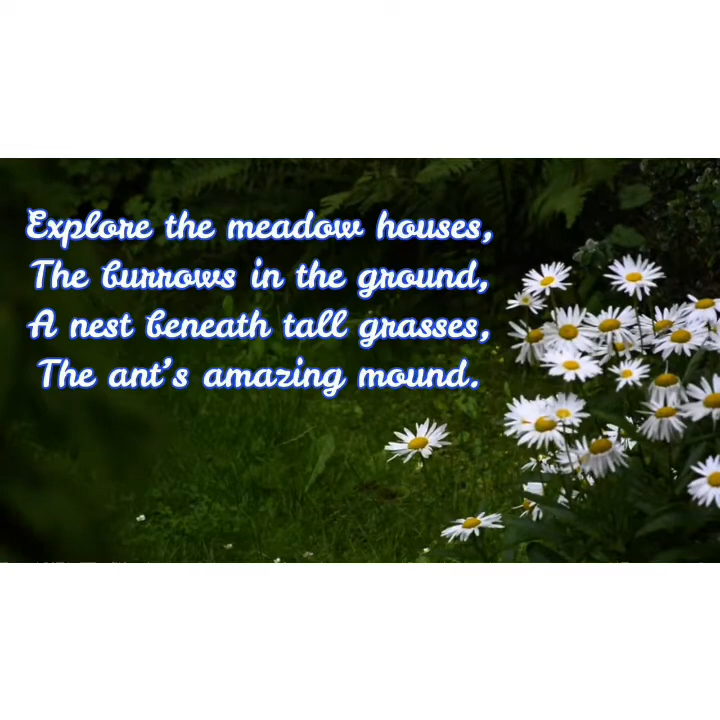 Explore the meadow houses,
The burrows in the ground,
A nest beneath tall grasses,
The ant’s amazing mound.